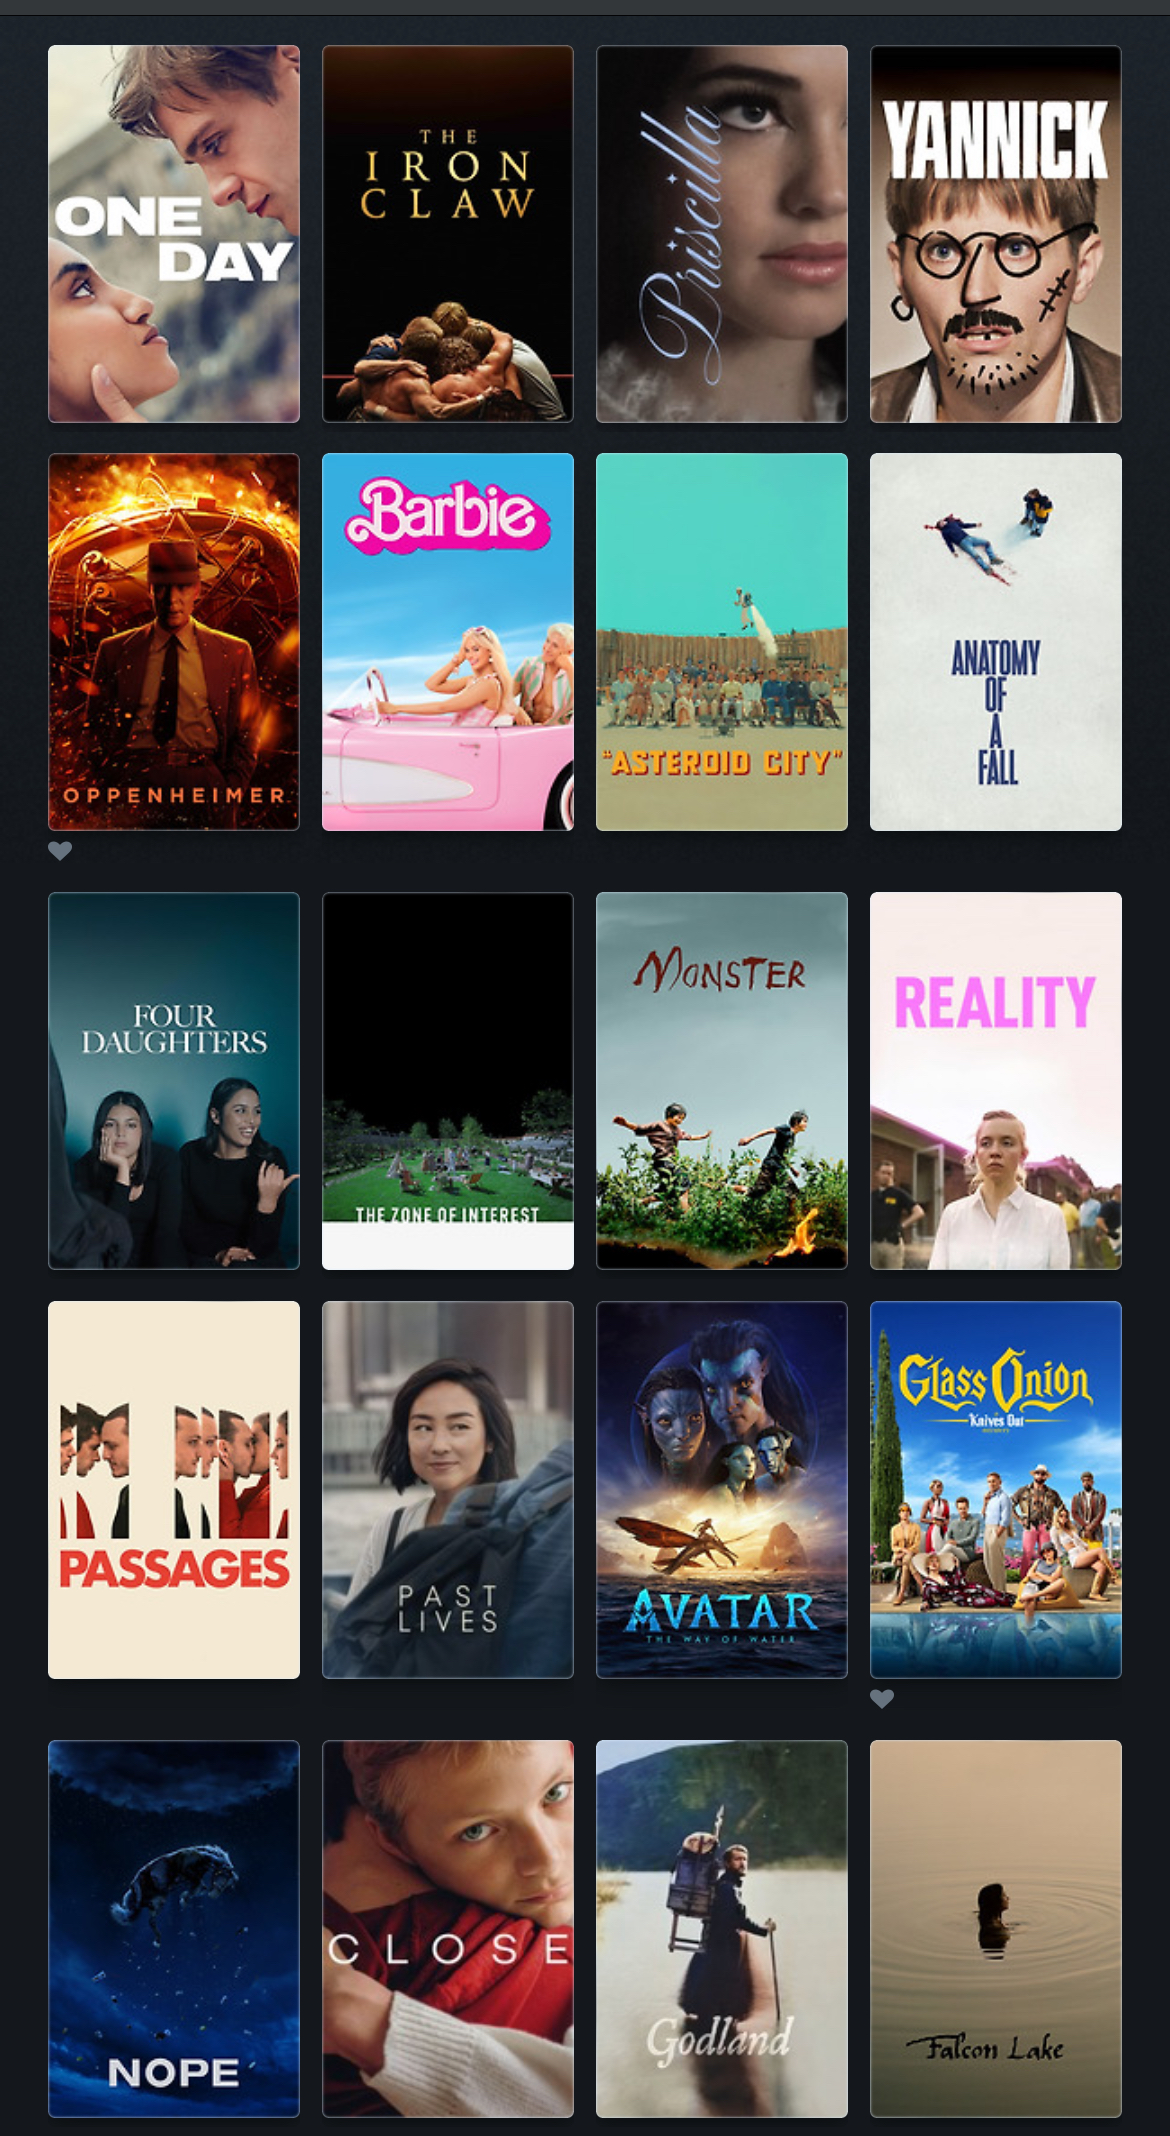 ONE
DAY
THE
IRON
CLAW
Priscilla
YANNICK
OPPENHEIMER
Barbie
"ASTEROID CITY"
ANATOMY
OF
A
FALL
FOUR
DAUGHTERS
THE ZONE OF INTEREST
MONSTER
REALITY
PASSAGES
PAST
LIVES
AVATAR
THE WAY OF WATER
Glass Onion
Knives Out
NOPE
CLOSE
Godland
Falcon Lake